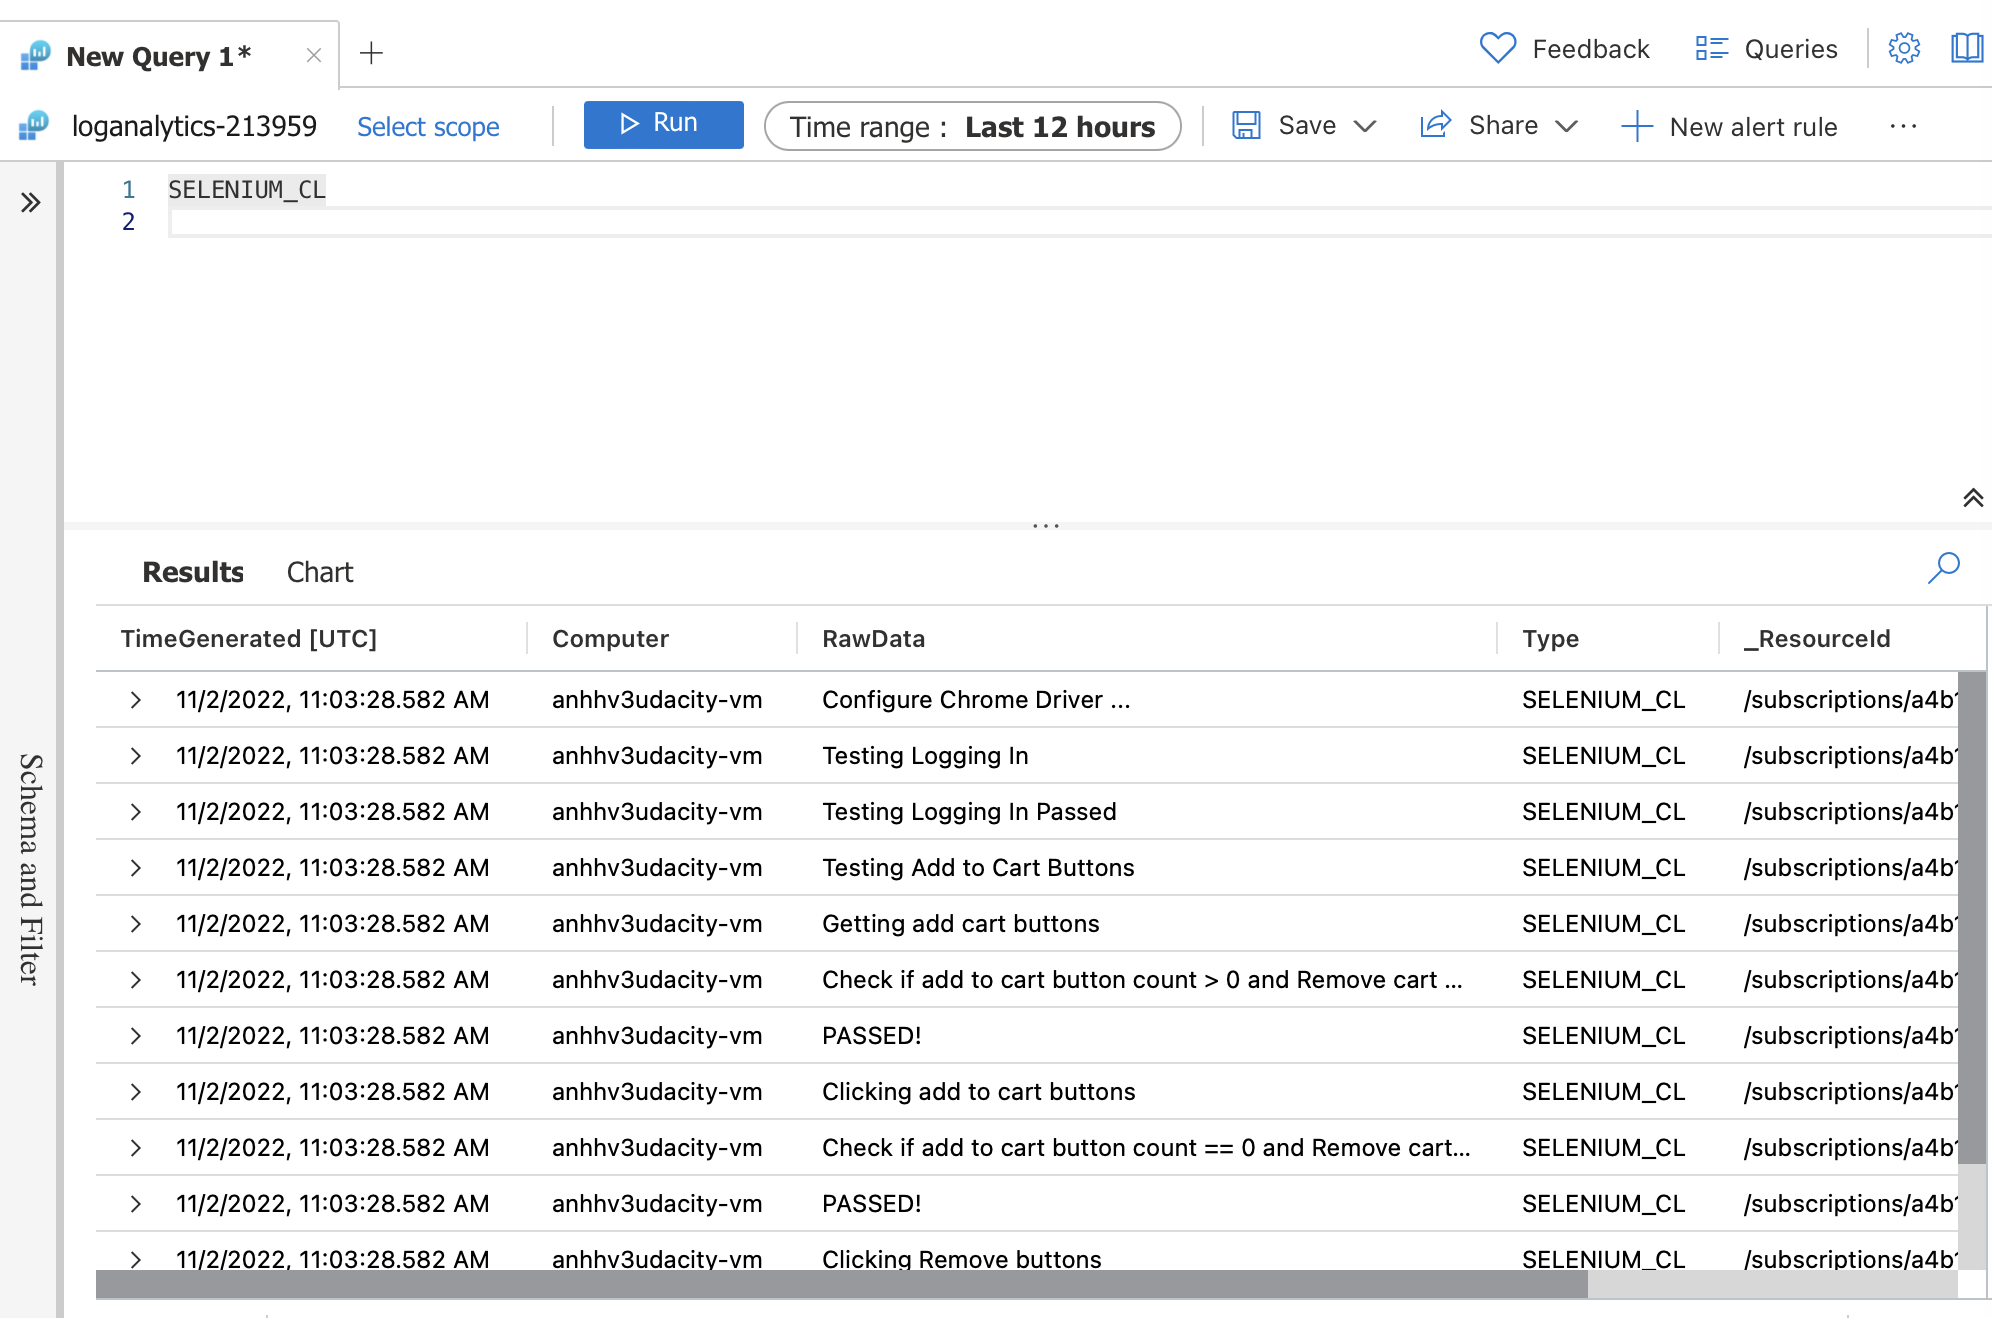 New Query 1*
Feedback
Queries
loganalytics-213959 Select scope Run Time range : Last 12 hours Save Share New alert rule
1 SELENIUM_CL
2
Results Chart
TimeGenerated [UTC] Computer RawData Type _ResourceId
11/2/2022, 11:03:28.582 AM anhhv3udacity-vm Configure Chrome Driver ... SELENIUM_CL /subscriptions/a4b
11/2/2022, 11:03:28.582 AM anhhv3udacity-vm Testing Logging In SELENIUM_CL /subscriptions/a4b
11/2/2022, 11:03:28.582 AM anhhv3udacity-vm Testing Logging In Passed SELENIUM_CL /subscriptions/a4b
11/2/2022, 11:03:28.582 AM anhhv3udacity-vm Testing Add to Cart Buttons SELENIUM_CL /subscriptions/a4b
11/2/2022, 11:03:28.582 AM anhhv3udacity-vm Getting add cart buttons SELENIUM_CL /subscriptions/a4b
11/2/2022, 11:03:28.582 AM anhhv3udacity-vm Check if add to cart button count > 0 and Remove cart ... SELENIUM_CL /subscriptions/a4b
11/2/2022, 11:03:28.582 AM anhhv3udacity-vm PASSED! SELENIUM_CL /subscriptions/a4b
11/2/2022, 11:03:28.582 AM anhhv3udacity-vm Clicking add to cart buttons SELENIUM_CL /subscriptions/a4b
11/2/2022, 11:03:28.582 AM anhhv3udacity-vm Check if add to cart button count == 0 and Remove cart... SELENIUM_CL /subscriptions/a4b
11/2/2022, 11:03:28.582 AM anhhv3udacity-vm PASSED! SELENIUM_CL /subscriptions/a4b
11/2/2022, 11:03:28.582 AM anhhv3udacity-vm Clicking Remove buttons SELENIUM_CL /subscriptions/a4b
Schema and Filter